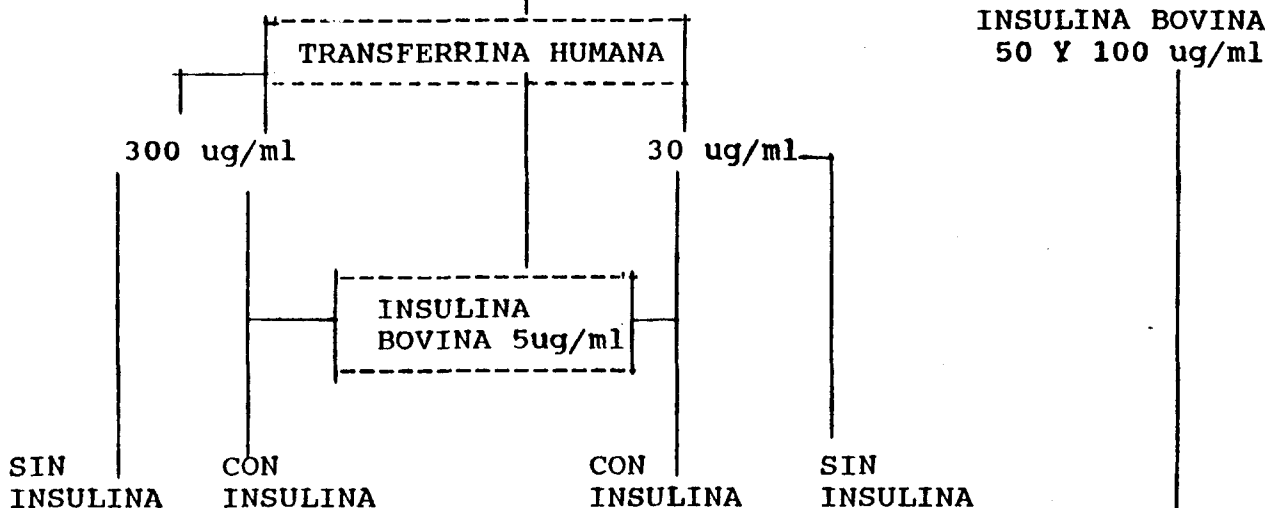 INSULINA BOVINA
50 Y 100 ug/ml
TRANSFERRINA HUMANA
300 ug/ml
30 ug/ml
INSULINA
BOVINA 5ug/ml
SIN
INSULINA
CON
INSULINA
CON
INSULINA
SIN
INSULINA